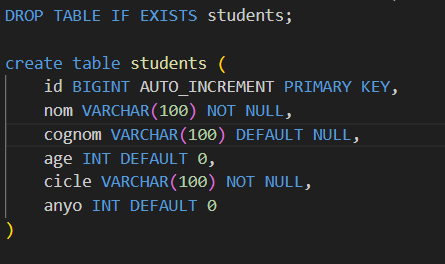 DROP TABLE IF EXISTS students;
create table students (
id BIGINT AUTO_INCREMENT PRIMARY KEY,
nom VARCHAR(100) NOT NULL,
cognom VARCHAR(100) DEFAULT NULL,
age INT DEFAULT 0,
cicle VARCHAR(100) NOT NULL,
anyo INT DEFAULT 0
)